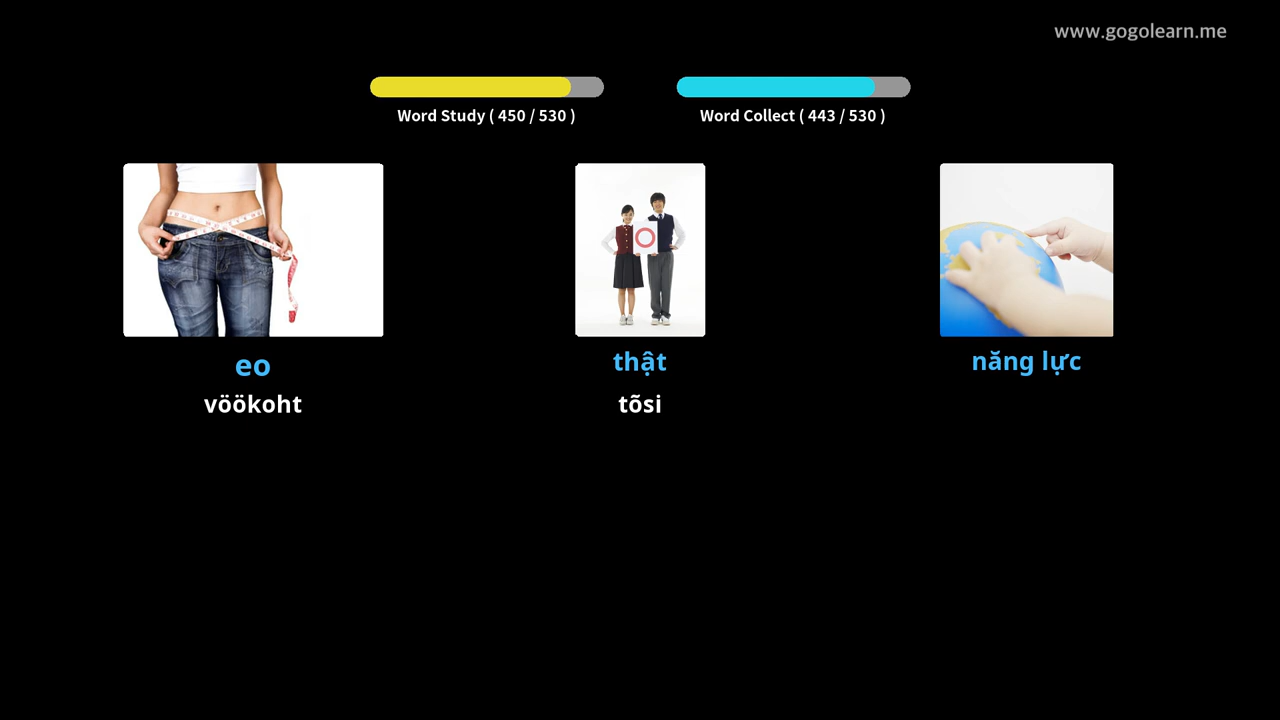 www.gogolearn.me
Word Study ( 450 / 530 )
Word Collect ( 443 / 530 )
eo
thật
năng lực
vöökoht
tõsi